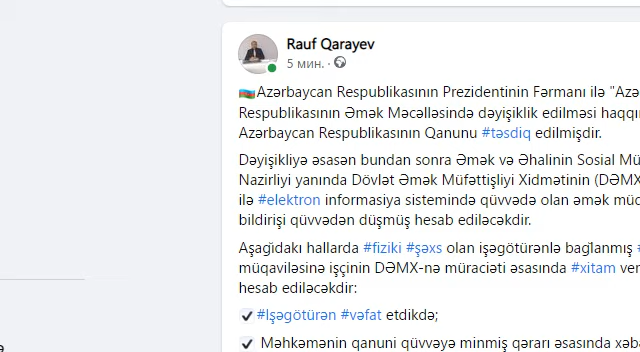 Rauf Qarayev
5 мин. ·
Azərbaycan Respublikasının Prezidentinin Fərmanı ilə "Azə
Respublikasının Əmək Məcəlləsində dəyişiklik edilməsi haqqı
Azərbaycan Respublikasının Qanunu #təsdiq edilmişdir.
Dəyişikliyə əsasən bundan sonra Əmək və Əhalinin Sosial Mü
Nazirliyi yanında Dövlət Əmək Müfəttişliyi Xidmətinin (DƏMX
ilə #elektron informasiya sistemində qüvvədə olan əmək müq
bildirişi qüvvədən düşmüş hesab ediləcəkdir.
Aşağıdakı hallarda #fiziki #şəxs olan işəgötürənlə bağlanmış #
müqaviləsinə işçinin DƏMX-nə müraciəti əsasında #xitam ver
hesab ediləcəkdir:
✔#Işəgötürən #vəfat etdikdə;
✔ Məhkəmənin qanuni qüvvəyə minmiş qərarı əsasında xəbə